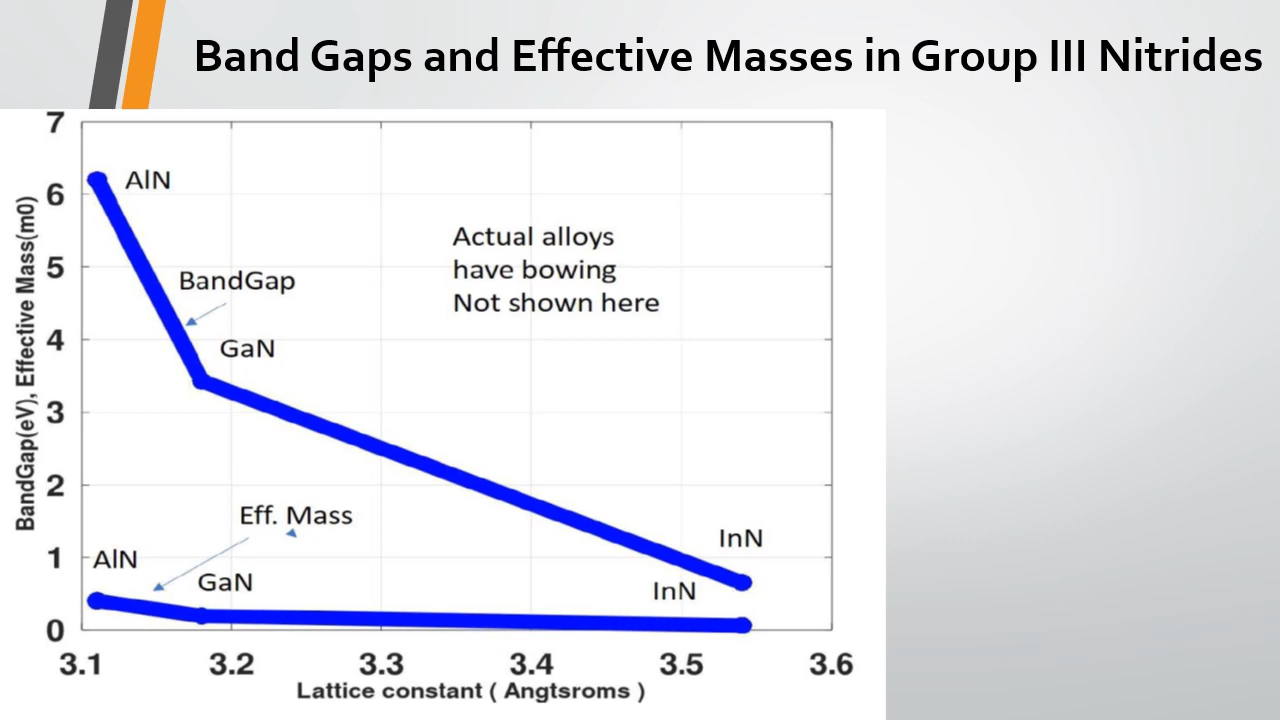 Band Gaps and Effective Masses in Group III Nitrides
7
6
5
4
3
2
1
0
BandGap(eV), Effective Mass(m0)
AlN
BandGap
GaN
Actual alloys
have bowing
Not shown here
Eff. Mass
AlN
GaN
InN
InN
3.1 3.2 3.3 3.4 3.5 3.6
Lattice constant ( Angtsroms )